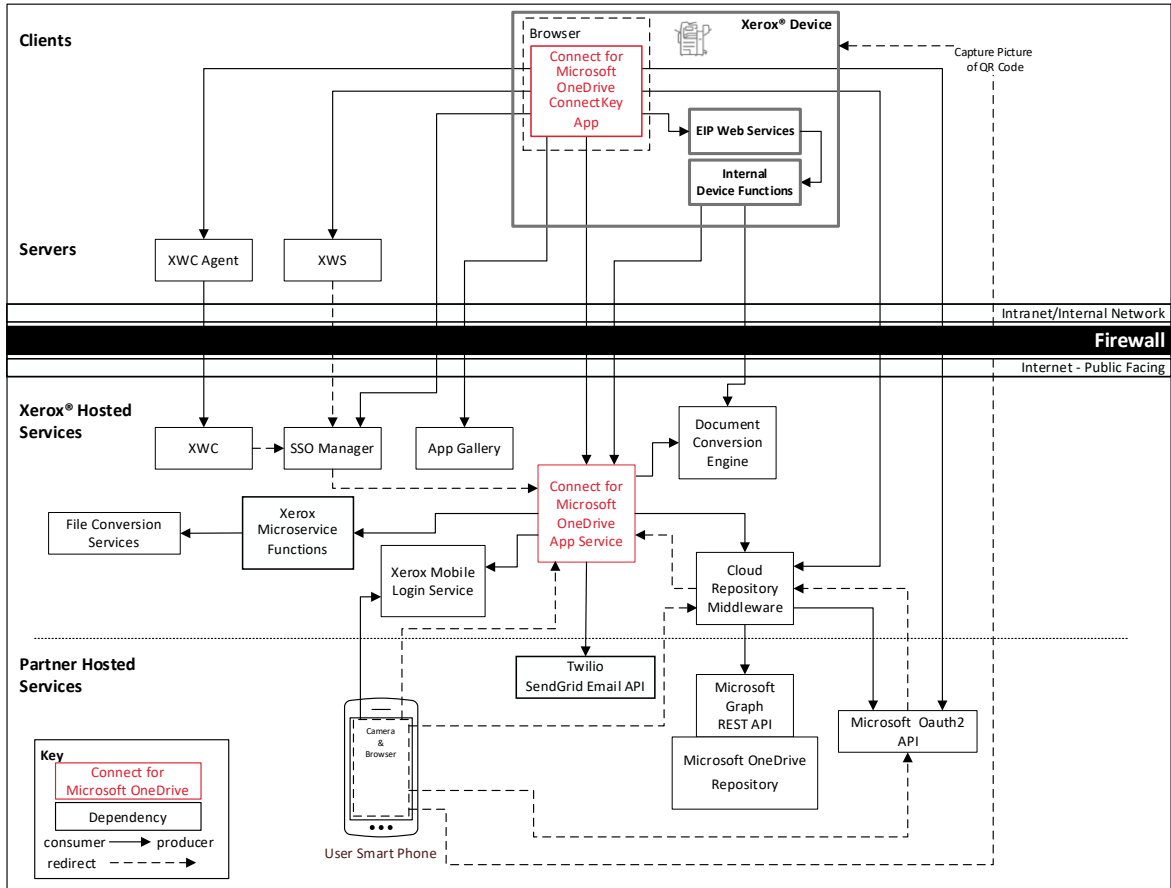 Clients
Xerox® Device
Browser
Connect for
Microsoft
OneDrive
ConnectKey
App
Capture Picture
of QR Code
EIP Web Services
Internal
Device Functions
Servers
XWC Agent
XWS
Intranet/Internal Network
Firewall
Internet - Public Facing
Xerox® Hosted
Services
XWC
SSO Manager
App Gallery
Document
Conversion
Engine
Connect for
Microsoft
OneDrive
App Service
File Conversion
Services
Xerox
Microservice
Functions
Xerox Mobile
Login Service
Cloud
Repository
Middleware
Partner Hosted
Services
Twilio
SendGrid Email API
Microsoft
Graph
REST API
Microsoft Oauth2
API
Microsoft OneDrive
Repository
Camera
&
Browser
User Smart Phone
Key
Connect for
Microsoft OneDrive
Dependency
consumer
producer
redirect